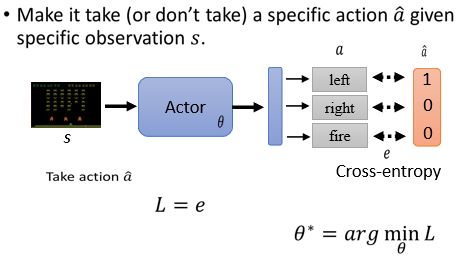 • Make it take (or don't take) a specific action â given
specific observation s.
a
â
left
1
Actor
right
0
θ
fire
0
s
e
Take action â
Cross-entropy
L = e
θ* = arg min L
θ